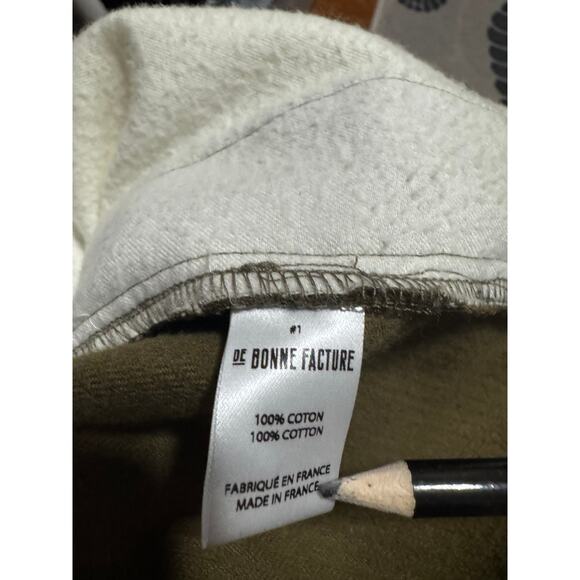 #1
DE BONNE FACTURE
100% COTON
100% COTTON
FABRIQUÉ EN FRANCE
MADE IN FRANCE